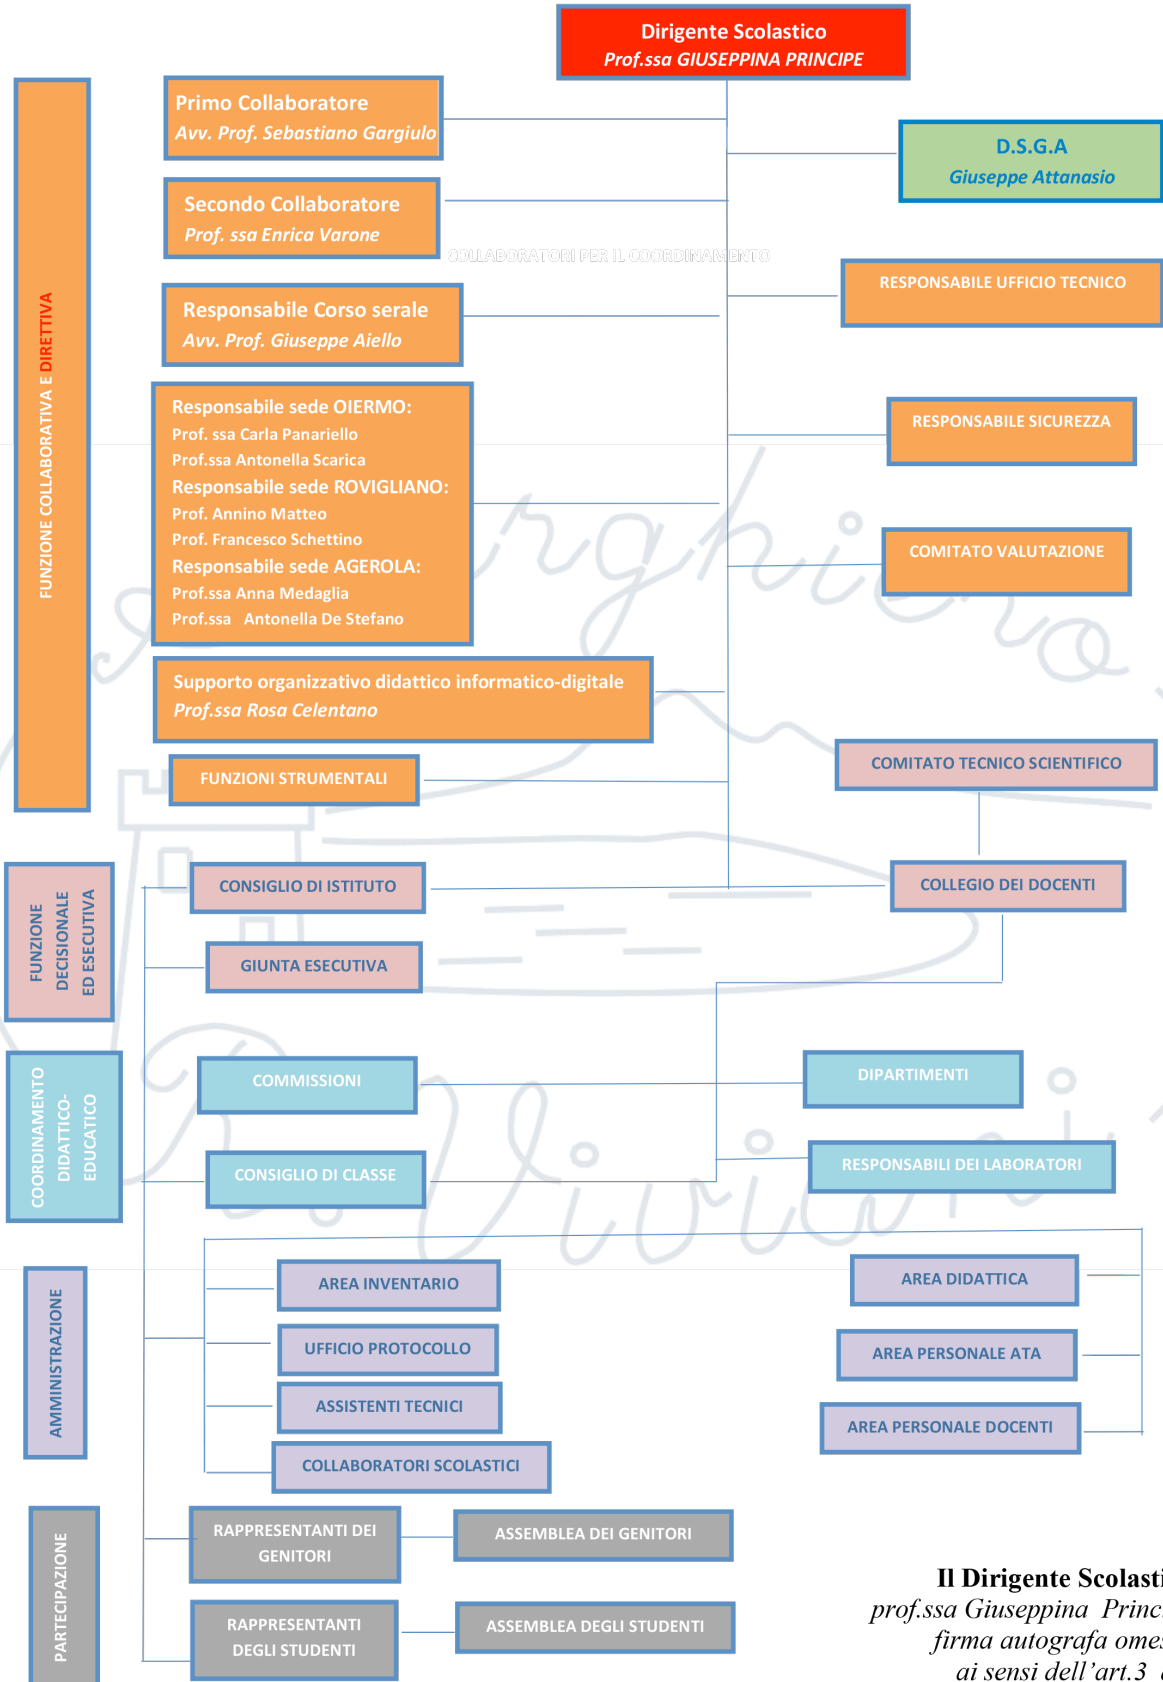 Dirigente Scolastico
Prof.ssa GIUSEPPINA PRINCIPE
Primo Collaboratore
Avv. Prof. Sebastiano Gargiulo
D.S.G.A
Giuseppe Attanasio
Secondo Collaboratore
Prof. ssa Enrica Varone
COLLABORATORI PER IL COORDINAMENTO
RESPONSABILE UFFICIO TECNICO
Responsabile Corso serale
Avv. Prof. Giuseppe Aiello
FUNZIONE COLLABORATIVA E DIRETTIVA
Responsabile sede OIERMO:
Prof. ssa Carla Panariello
Prof.ssa Antonella Scarica
Responsabile sede ROVIGLIANO:
Prof. Annino Matteo
Prof. Francesco Schettino
Responsabile sede AGEROLA:
Prof.ssa Anna Medaglia
Prof.ssa Antonella De Stefano
RESPONSABILE SICUREZZA
COMITATO VALUTAZIONE
Supporto organizzativo didattico informatico-digitale
Prof.ssa Rosa Celentano
FUNZIONI STRUMENTALI
COMITATO TECNICO SCIENTIFICO
FUNZIONE
DECISIONALE
ED ESECUTIVA
CONSIGLIO DI ISTITUTO
COLLEGIO DEI DOCENTI
GIUNTA ESECUTIVA
COORDINAMENTO
DIDATTICO-
EDUCATICO
COMMISSIONI
DIPARTIMENTI
CONSIGLIO DI CLASSE
RESPONSABILI DEI LABORATORI
R. Viviani
AMMINISTRAZIONE
AREA INVENTARIO
AREA DIDATTICA
UFFICIO PROTOCOLLO
AREA PERSONALE ATA
ASSISTENTI TECNICI
AREA PERSONALE DOCENTI
COLLABORATORI SCOLASTICI
PARTECIPAZIONE
RAPPRESENTANTI DEI
GENITORI
ASSEMBLEA DEI GENITORI
RAPPRESENTANTI
DEGLI STUDENTI
ASSEMBLEA DEGLI STUDENTI
Il Dirigente Scolasti
prof.ssa Giuseppina Princ
firma autografa omes
ai sensi dell'art.3